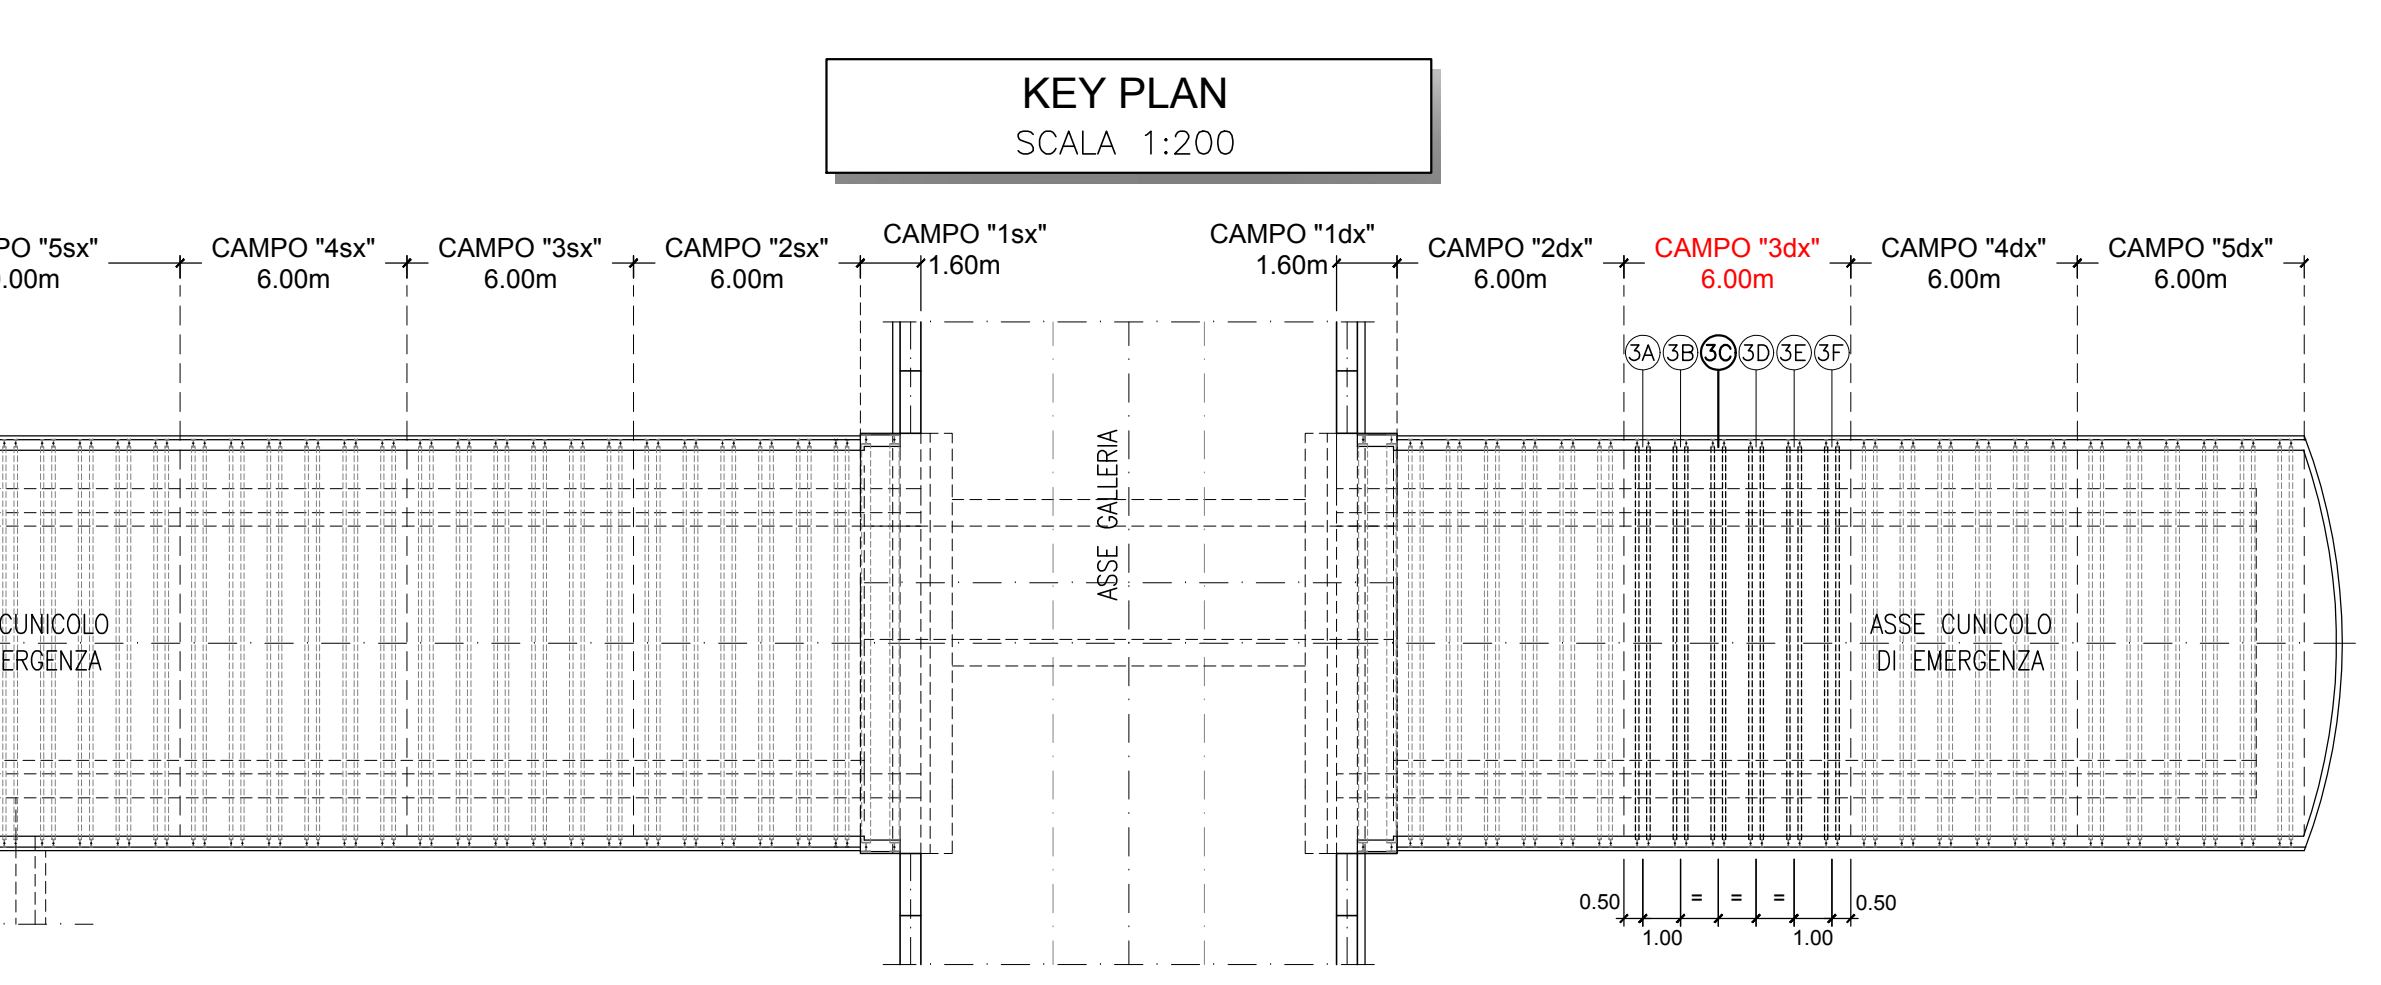 KEY PLAN
SCALA 1:200
PO "5sx"
.00m
CAMPO "4sx"
6.00m
CAMPO "3sx"
6.00m
CAMPO "2sx"
6.00m
CAMPO "1sx"
1.60m
CAMPO "1dx"
1.60m
CAMPO "2dx"
6.00m
CAMPO "3dx"
6.00m
CAMPO "4dx"
6.00m
CAMPO "5dx"
6.00m
3A 3B 3C 3D 3E 3F
ASSE GALLERIA
CUNICOLO
ERGENZA
ASSE CUNICOLO
DI EMERGENZA
0.50 = = = 0.50
1.00 1.00